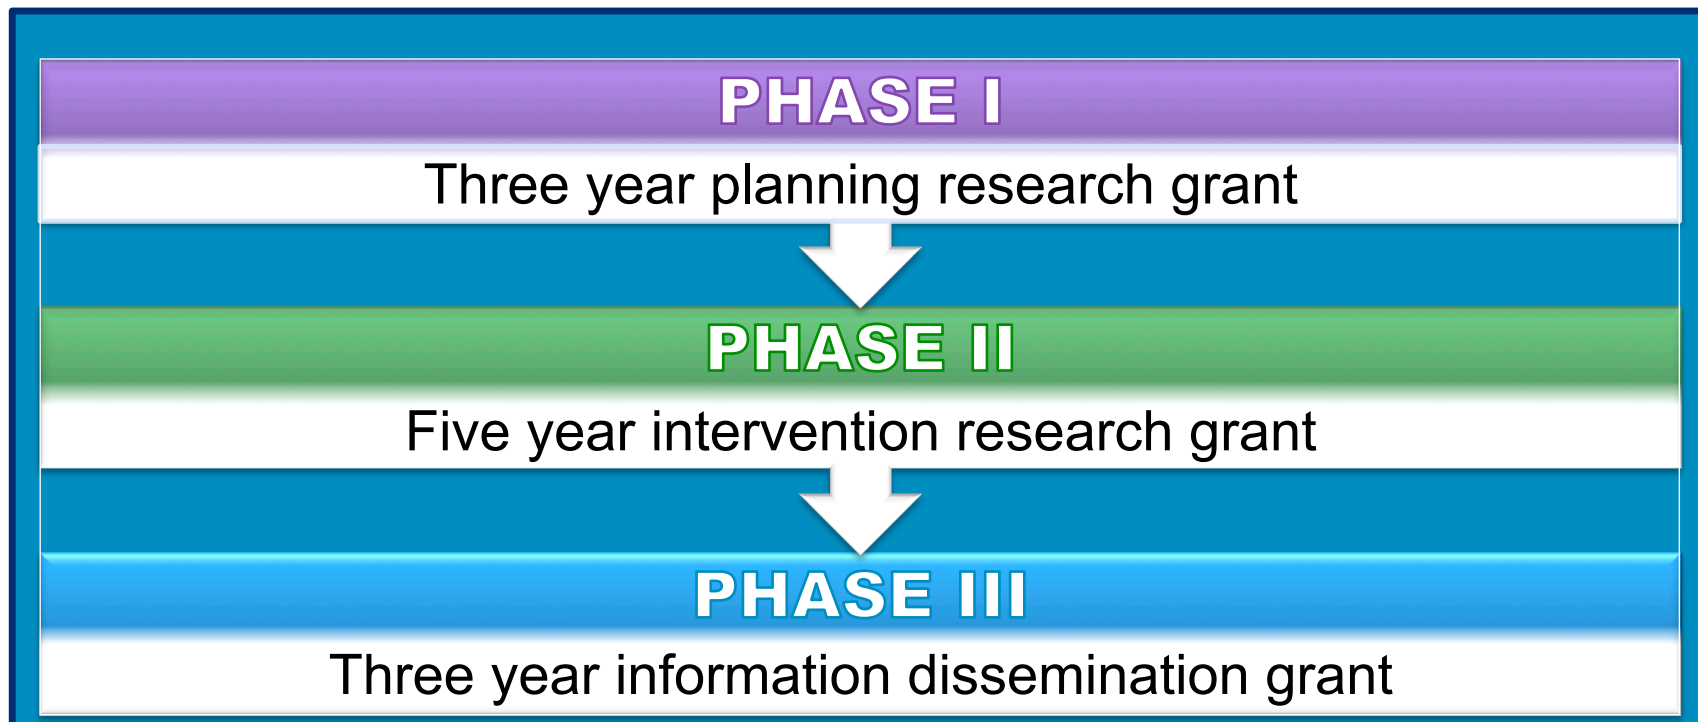 PHASE I
Three year planning research grant
PHASE II
Five year intervention research grant
PHASE III
Three year information dissemination grant